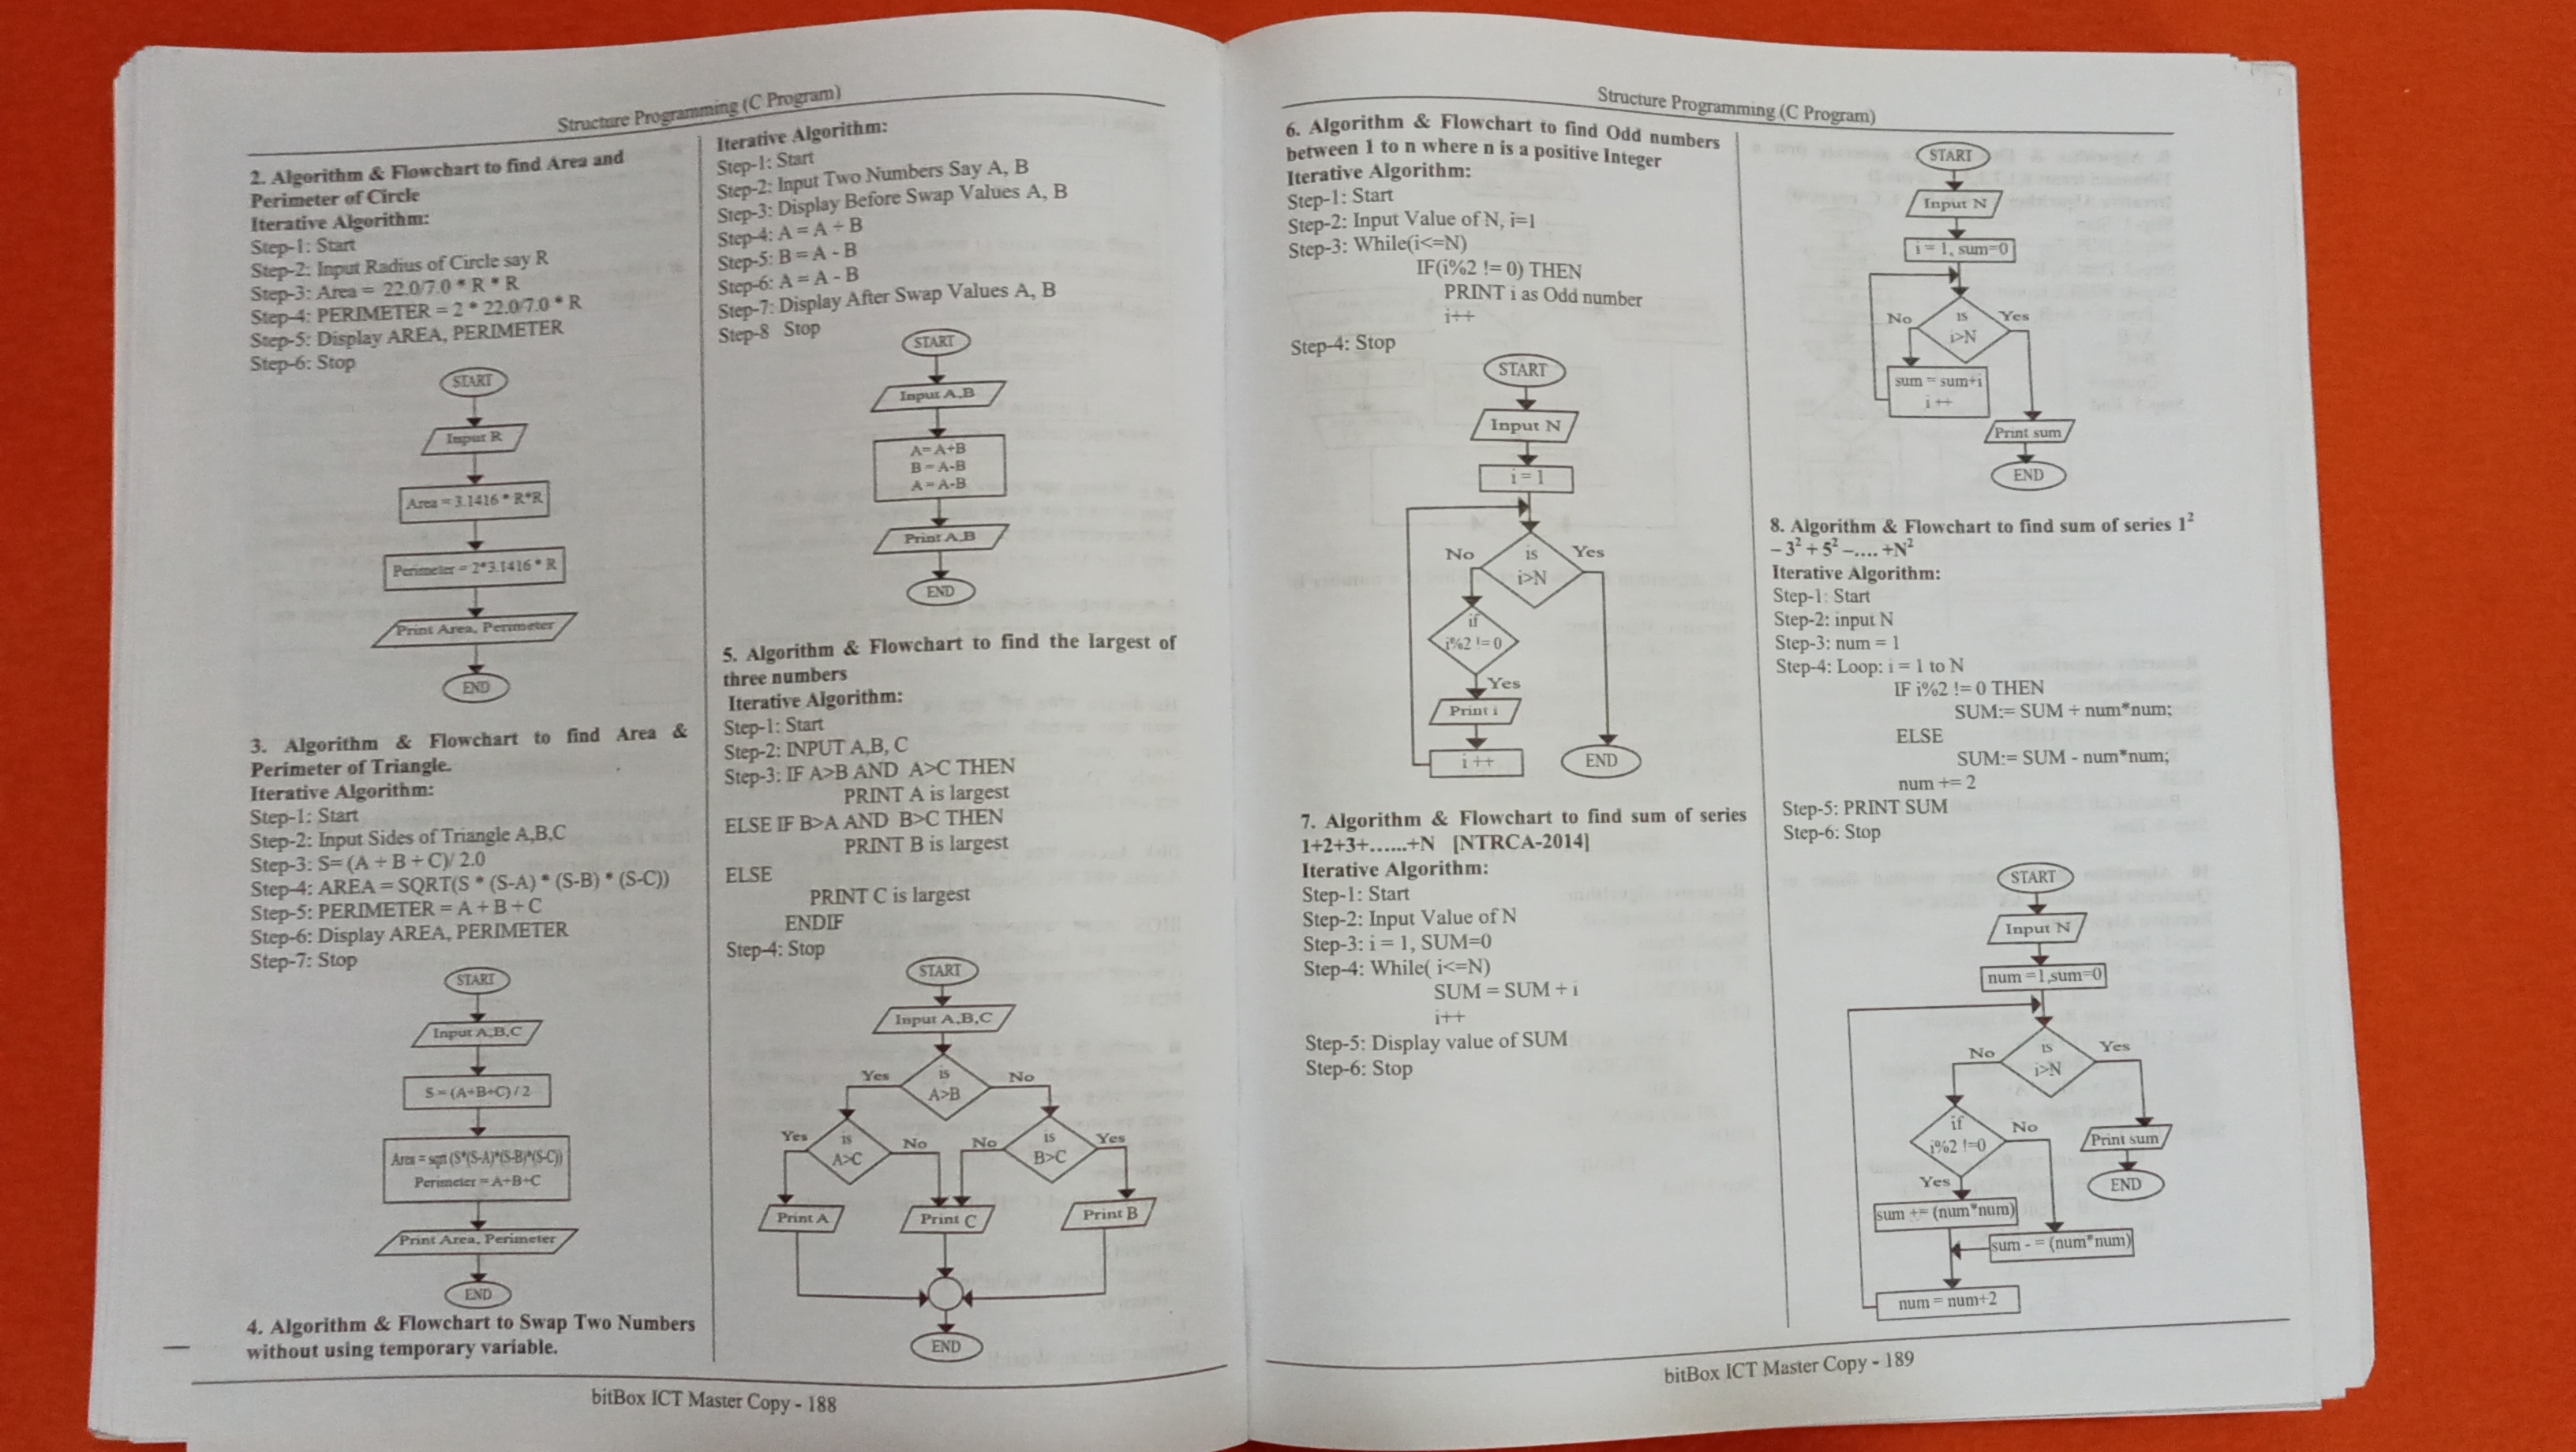 Structure Programming (C Program)
2. Algorithm & Flowchart to find Area and
Perimeter of Circle
Iterative Algorithm:
Step-1: Start
Step-2: Input Radius of Circle say R
Step-3: Area = 22.0/7.0 * R * R
Step-4: PERIMETER = 2 * 22.0/7.0 * R
Step-5: Display AREA, PERIMETER
Step-6: Stop
START
Input R
Area = 3.1416 * R*R
Perimeter = 2*3.1416 * R
Print Area, Perimeter
END
3. Algorithm & Flowchart to find Area &
Perimeter of Triangle.
Iterative Algorithm:
Step-1: Start
Step-2: Input Sides of Triangle A,B,C
Step-3: S= (A + B + C)/ 2.0
Step-4: AREA = SQRT(S * (S-A) * (S-B) * (S-C))
Step-5: PERIMETER = A + B + C
Step-6: Display AREA, PERIMETER
Step-7: Stop
START
Input A,B,C
S = (A+B+C) / 2
Area = sqrt (S*(S-A)*(S-B)*(S-C))
Perimeter = A+B+C
Print Area, Perimeter
END
4. Algorithm & Flowchart to Swap Two Numbers
without using temporary variable.
Iterative Algorithm:
Step-1: Start
Step-2: Input Two Numbers Say A, B
Step-3: Display Before Swap Values A, B
Step-4: A = A + B
Step-5: B = A - B
Step-6: A = A - B
Step-7: Display After Swap Values A, B
Step-8 Stop
START
Input A,B
A= A+B
B = A-B
A = A-B
Print A,B
END
5. Algorithm & Flowchart to find the largest of
three numbers
Iterative Algorithm:
Step-1: Start
Step-2: INPUT A,B, C
Step-3: IF A>B AND A>C THEN
PRINT A is largest
ELSE IF B>A AND B>C THEN
PRINT B is largest
ELSE
PRINT C is largest
ENDIF
Step-4: Stop
START
Input A,B,C
is
A>B
Yes
No
is
A>C
Yes
No
is
B>C
No
Yes
Print A
Print C
Print B
END
bitBox ICT Master Copy - 188
Structure Programming (C Program)
6. Algorithm & Flowchart to find Odd numbers
between 1 to n where n is a positive Integer
Iterative Algorithm:
Step-1: Start
Step-2: Input Value of N, i=1
Step-3: While(i<=N)
IF(i%2 != 0) THEN
PRINT i as Odd number
i++
Step-4: Stop
START
Input N
i = 1
is
i>N
No
Yes
if
i%2 != 0
Yes
Print i
i ++
END
7. Algorithm & Flowchart to find sum of series
1+2+3+......+N [NTRCA-2014]
Iterative Algorithm:
Step-1: Start
Step-2: Input Value of N
Step-3: i = 1, SUM=0
Step-4: While( i<=N)
SUM = SUM + i
i++
Step-5: Display value of SUM
Step-6: Stop
START
Input N
i = 1, sum=0
is
i>N
No
Yes
sum = sum+i
i ++
Print sum
END
8. Algorithm & Flowchart to find sum of series 1²
– 3² + 5² –.... +N²
Iterative Algorithm:
Step-1: Start
Step-2: input N
Step-3: num = 1
Step-4: Loop: i = 1 to N
IF i%2 != 0 THEN
SUM:= SUM + num*num;
ELSE
SUM:= SUM - num*num;
num += 2
Step-5: PRINT SUM
Step-6: Stop
START
Input N
num =1,sum=0
is
i>N
No
Yes
if
i%2 !=0
No
Yes
Print sum
END
sum += (num*num)
sum - = (num*num)
num = num+2
bitBox ICT Master Copy - 189